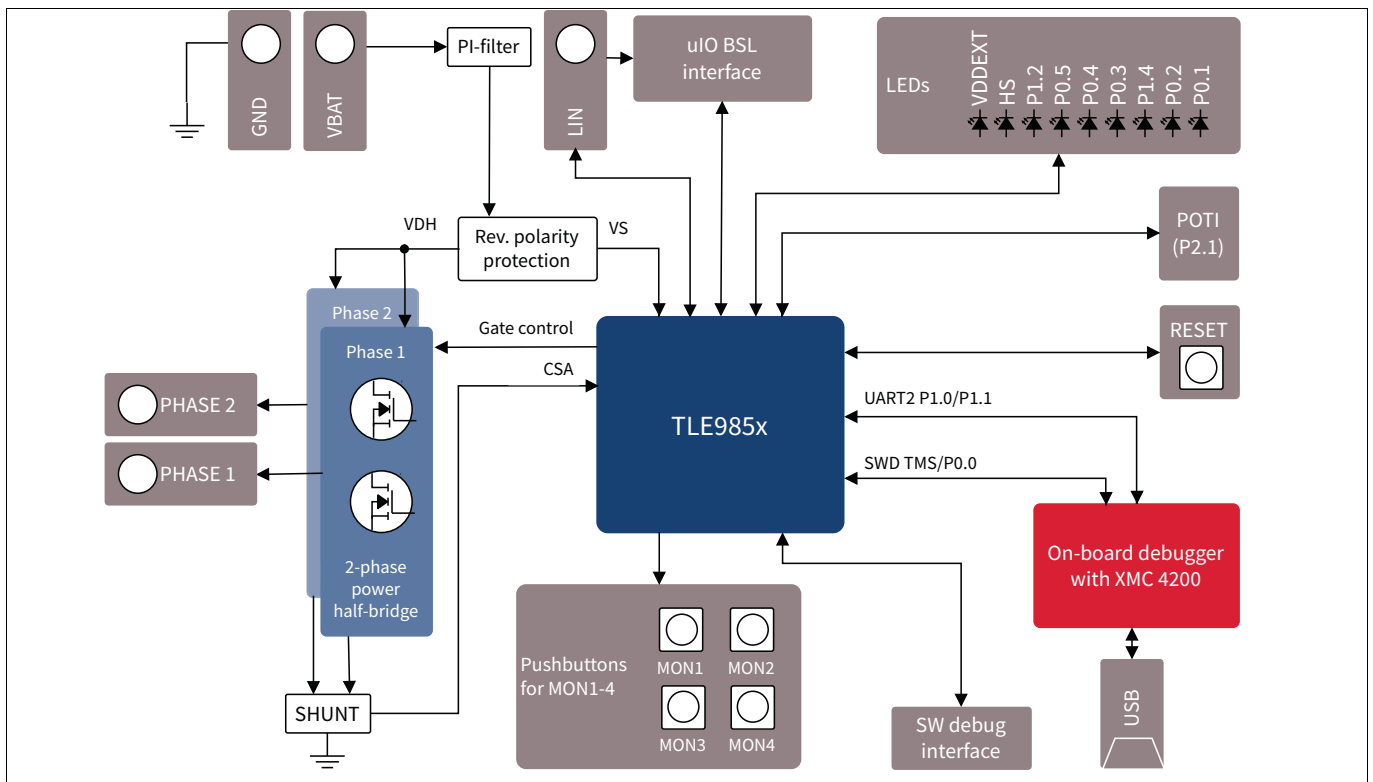 GND
VBAT
PI-filter
LIN
uIO BSL
interface
LEDs
VDDEXT
HS
P1.2
P0.5
P0.4
P0.3
P1.4
P0.2
P0.1
VDH
Rev. polarity
protection
VS
POTI
(P2.1)
Phase 2
Phase 1
Gate control
CSA
RESET
PHASE 2
PHASE 1
TLE985x
UART2 P1.0/P1.1
SWD TMS/P0.0
2-phase
power
half-bridge
On-board debugger
with XMC 4200
Pushbuttons
for MON1-4
MON1
MON2
MON3
MON4
SHUNT
SW debug
interface
USB